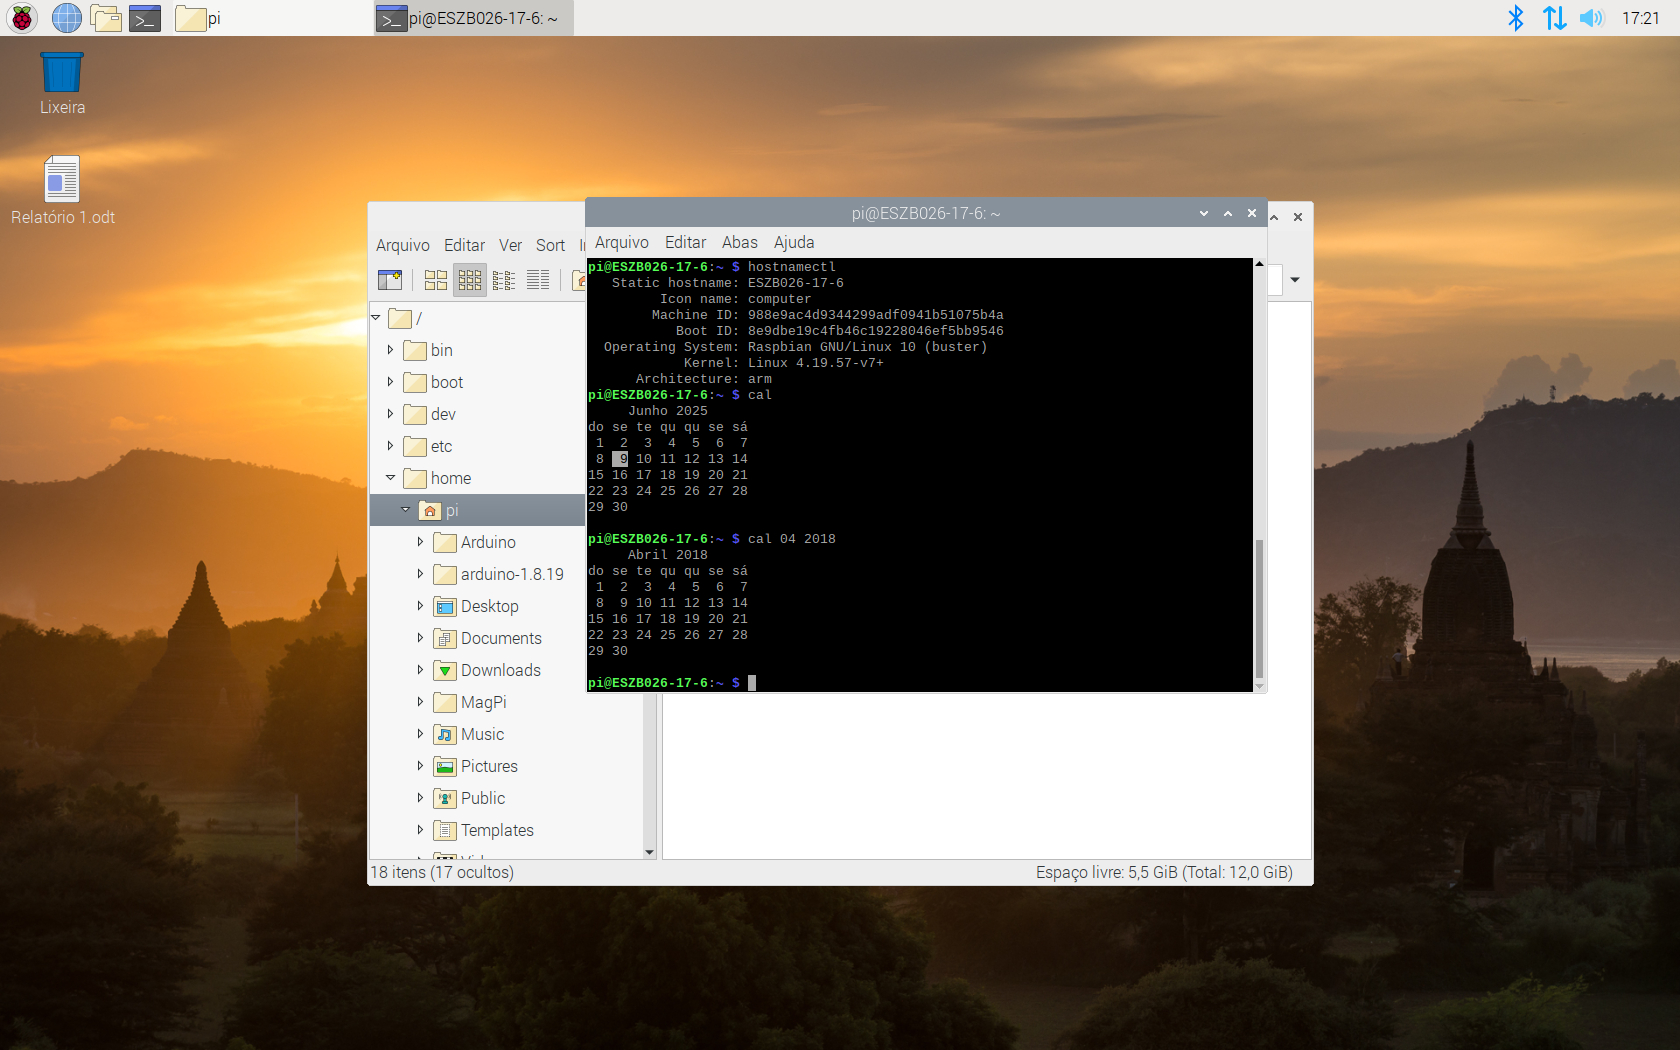 pi
pi@ESZB026-17-6: ~
17:21
Lixeira
Relatório 1.odt
pi@ESZB026-17-6: ~
Arquivo Editar Ver Sort
Arquivo Editar Abas Ajuda
/
bin
boot
dev
etc
home
pi
Arduino
arduino-1.8.19
Desktop
Documents
Downloads
MagPi
Music
Pictures
Public
Templates
pi@ESZB026-17-6:~ $ hostnamectl
Static hostname: ESZB026-17-6
Icon name: computer
Machine ID: 988e9ac4d9344299adf0941b51075b4a
Boot ID: 8e9dbe19c4fb46c19228046ef5bb9546
Operating System: Raspbian GNU/Linux 10 (buster)
Kernel: Linux 4.19.57-v7+
Architecture: arm
pi@ESZB026-17-6:~ $ cal
Junho 2025
do se te qu qu se sá
1 2 3 4 5 6 7
8 9 10 11 12 13 14
15 16 17 18 19 20 21
22 23 24 25 26 27 28
29 30
pi@ESZB026-17-6:~ $ cal 04 2018
Abril 2018
do se te qu qu se sá
1 2 3 4 5 6 7
8 9 10 11 12 13 14
15 16 17 18 19 20 21
22 23 24 25 26 27 28
29 30
pi@ESZB026-17-6:~ $
18 itens (17 ocultos)
Espaço livre: 5,5 GiB (Total: 12,0 GiB)